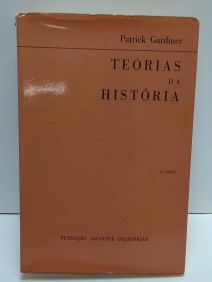 Patrick Gardiner
TEORIAS
DA
HISTÓRIA
FUNDAÇÃO CALOUSTE GULBENKIAN